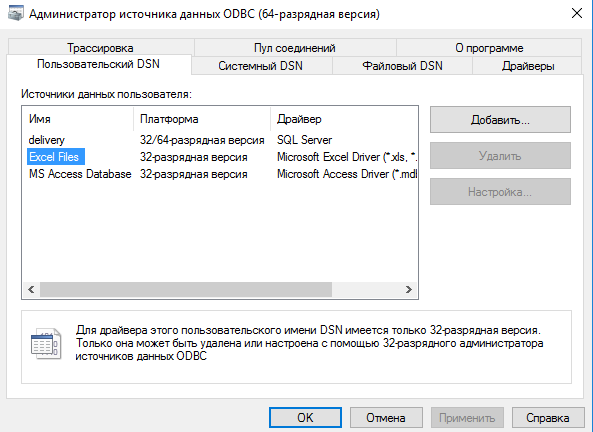 Администратор источника данных ODBC (64-разрядная версия)
Трассировка Пул соединений О программе
Пользовательский DSN Системный DSN Файловый DSN Драйверы
Источники данных пользователя:
Имя Платформа Драйвер
delivery 32/64-разрядная версия SQL Server
Excel Files 32-разрядная версия Microsoft Excel Driver (*.xls, *.
MS Access Database 32-разрядная версия Microsoft Access Driver (*.mdl
Добавить...
Удалить
Настройка...
Для драйвера этого пользовательского имени DSN имеется только 32-разрядная версия.
Только она может быть удалена или настроена с помощью 32-разрядного администратора
источников данных ODBC
OK Отмена Применить Справка